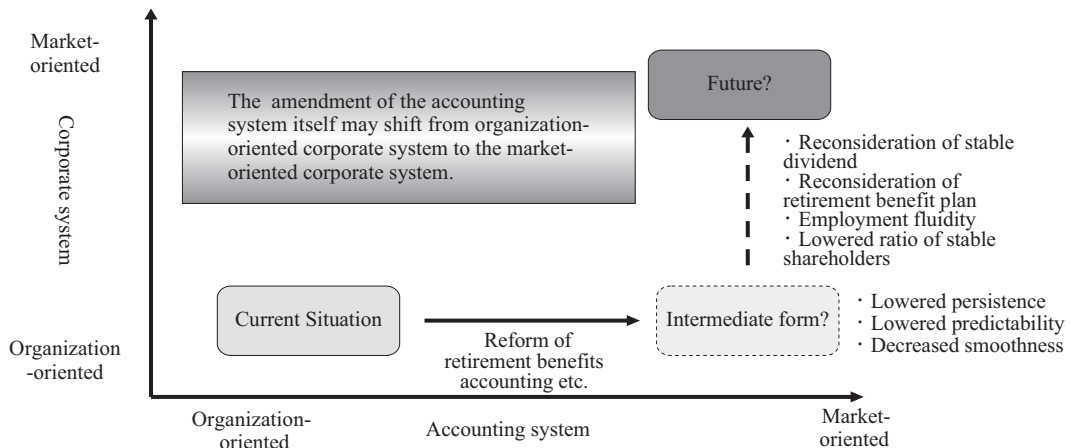 Market-
oriented
Corporate system
Organization
-oriented
The amendment of the accounting
system itself may shift from organization-
oriented corporate system to the market-
oriented corporate system.
Future?
・Reconsideration of stable
dividend
・Reconsideration of
retirement benefit plan
・Employment fluidity
・Lowered ratio of stable
shareholders
Current Situation
Reform of
retirement benefits
accounting etc.
Intermediate form?
・Lowered persistence
・Lowered predictability
・Decreased smoothness
Organization-
oriented
Accounting system
Market-
oriented